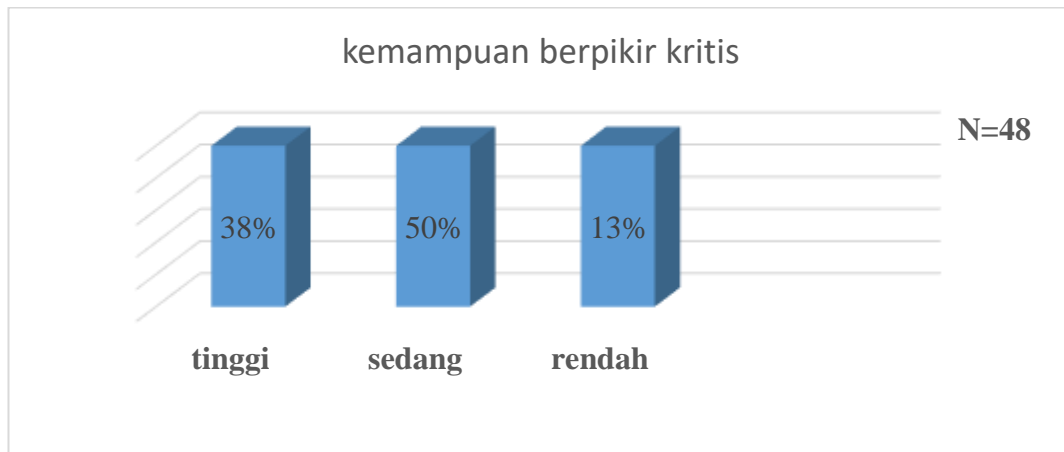 kemampuan berpikir kritis
N=48
38% 50% 13%
tinggi sedang rendah